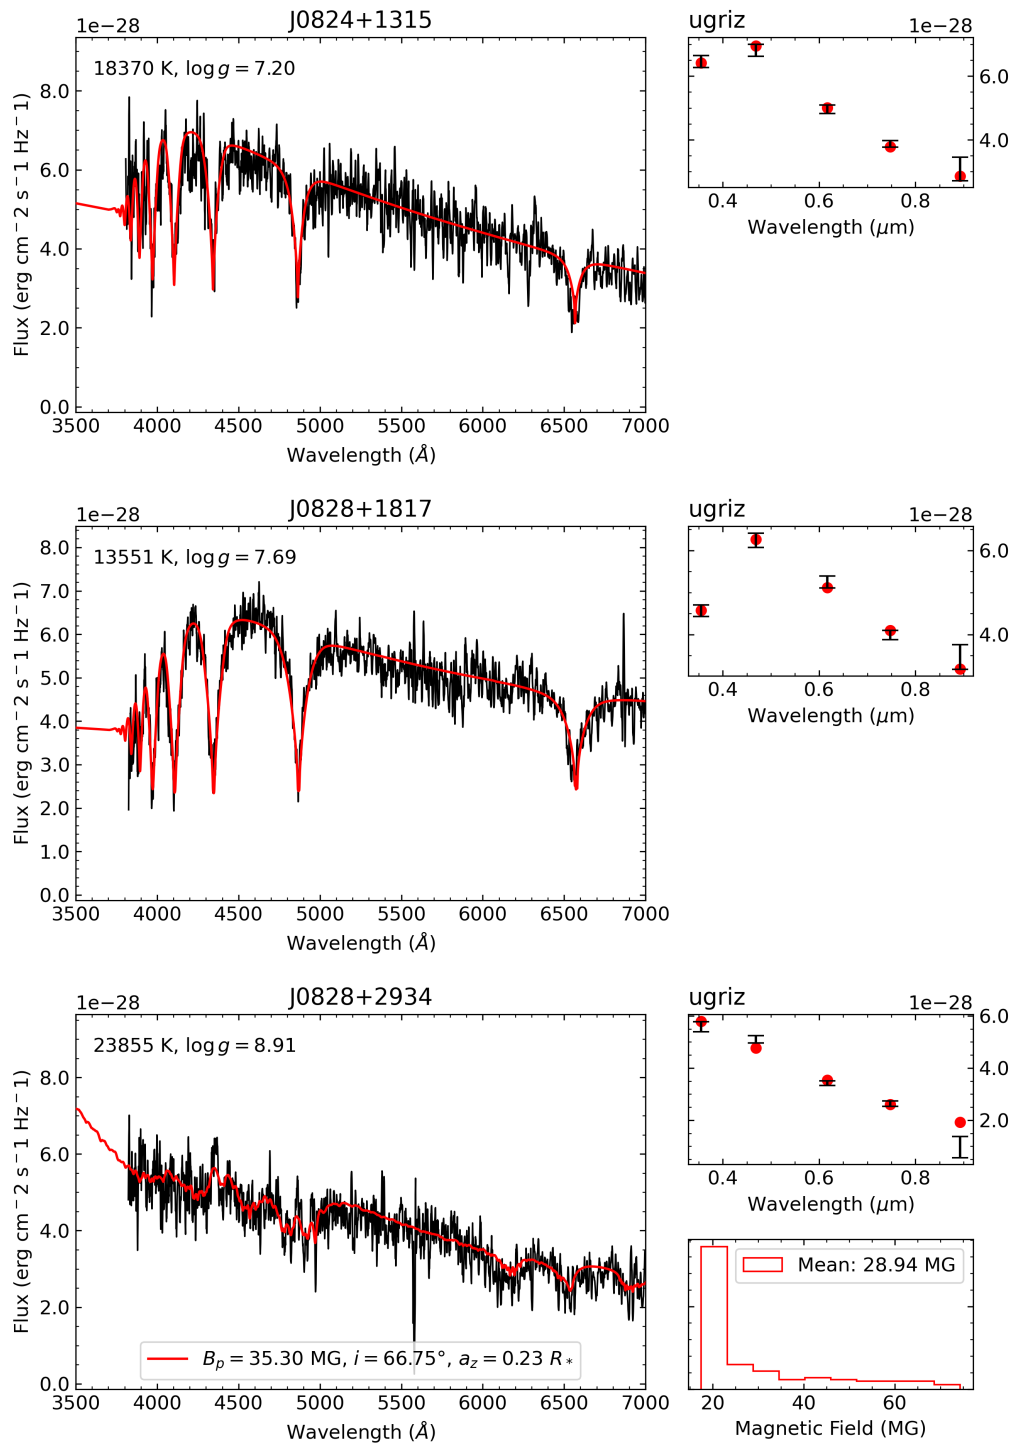 1e−28
J0824+1315
ugriz
1e−28
18370 K, log g = 7.20
8.0
6.0
4.0
2.0
0.0
Flux (erg cm−2 s−1 Hz−1)
3500 4000 4500 5000 5500 6000 6500 7000
Wavelength (Å)
6.0
4.0
0.4 0.6 0.8
Wavelength (μm)
1e−28
J0828+1817
ugriz
1e−28
13551 K, log g = 7.69
8.0
7.0
6.0
5.0
4.0
3.0
2.0
1.0
0.0
Flux (erg cm−2 s−1 Hz−1)
3500 4000 4500 5000 5500 6000 6500 7000
Wavelength (Å)
6.0
4.0
0.4 0.6 0.8
Wavelength (μm)
1e−28
J0828+2934
ugriz
1e−28
23855 K, log g = 8.91
8.0
6.0
4.0
2.0
0.0
Flux (erg cm−2 s−1 Hz−1)
B_p = 35.30 MG, i = 66.75°, a_z = 0.23 R_*
3500 4000 4500 5000 5500 6000 6500 7000
Wavelength (Å)
6.0
4.0
2.0
0.4 0.6 0.8
Wavelength (μm)
Mean: 28.94 MG
20 40 60
Magnetic Field (MG)